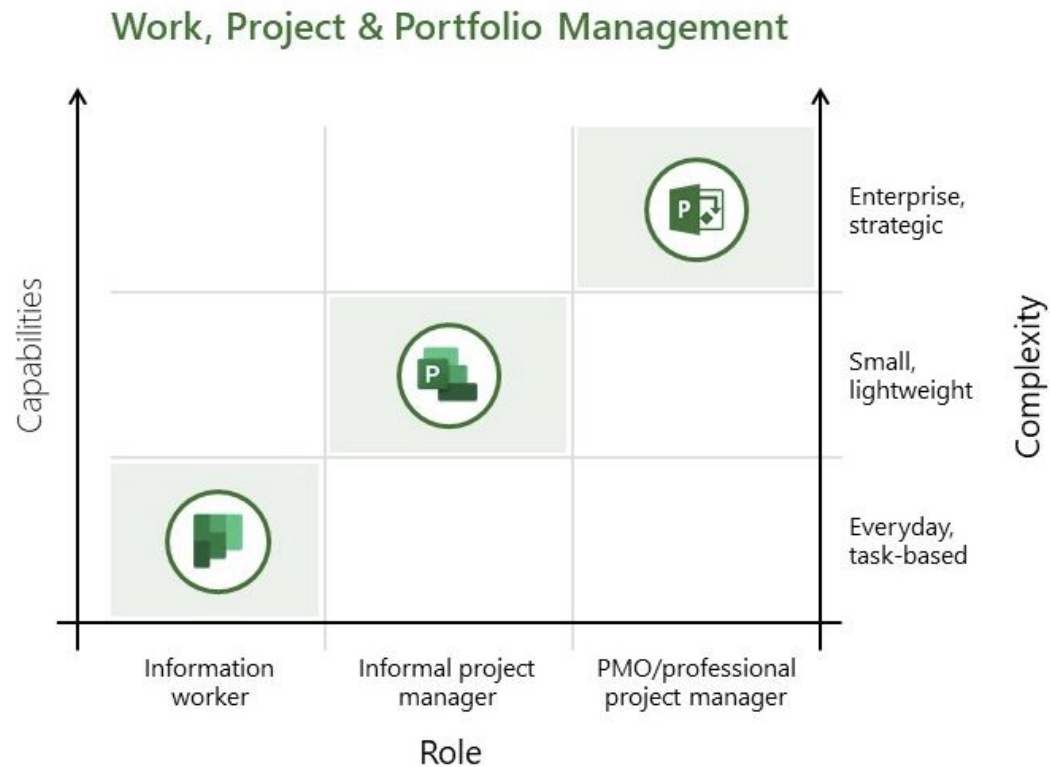 Work, Project & Portfolio Management
Capabilities
P
Enterprise,
strategic
P
Small,
lightweight
Complexity
Everyday,
task-based
Information
worker
Informal project
manager
PMO/professional
project manager
Role